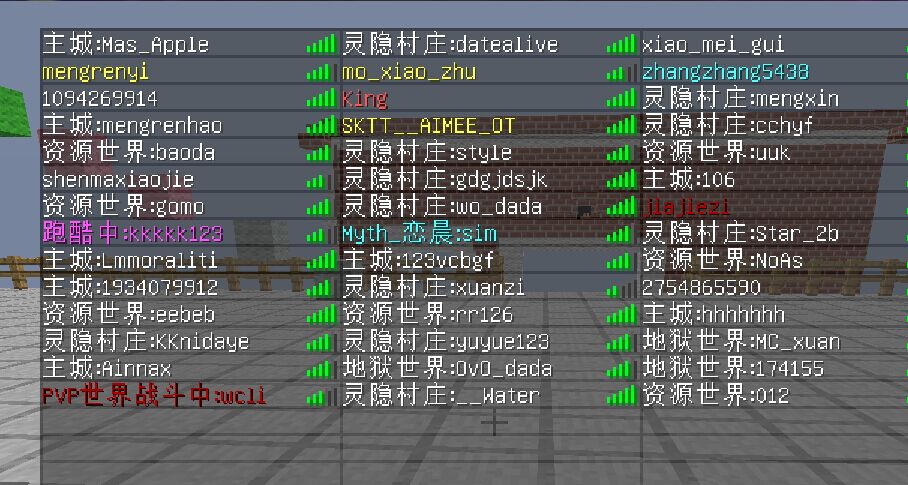 主城:Mas_Apple 灵隐村庄:datealive xiao_mei_gui
mengrenyi mo_xiao_zhu zhangzhang5438
1094269914 King 灵隐村庄:mengxin
主城:mengrenhao SKTT__AIMEE_OT 灵隐村庄:cchyf
资源世界:baoda 灵隐村庄:style 资源世界:uuk
shenmaxiaojie 灵隐村庄:gdgjdsjk 主城:106
资源世界:gomo 灵隐村庄:wo_dada jiajiezi
跑酷中:kkkkk123 Myth_恋晨:sim 灵隐村庄:Star_2b
主城:Lmmoraliti 主城:123vcbgf 资源世界:NoAs
主城:1934079912 灵隐村庄:xuanzi 2754865590
资源世界:eebeb 资源世界:rr126 主城:hhhhhhh
灵隐村庄:KKnidaye 灵隐村庄:yuyue123 地狱世界:MC_xuan
主城:Ainnax 地狱世界:OvO_dada 地狱世界:174155
PVP世界战斗中:wcli 灵隐村庄:__Water 资源世界:012